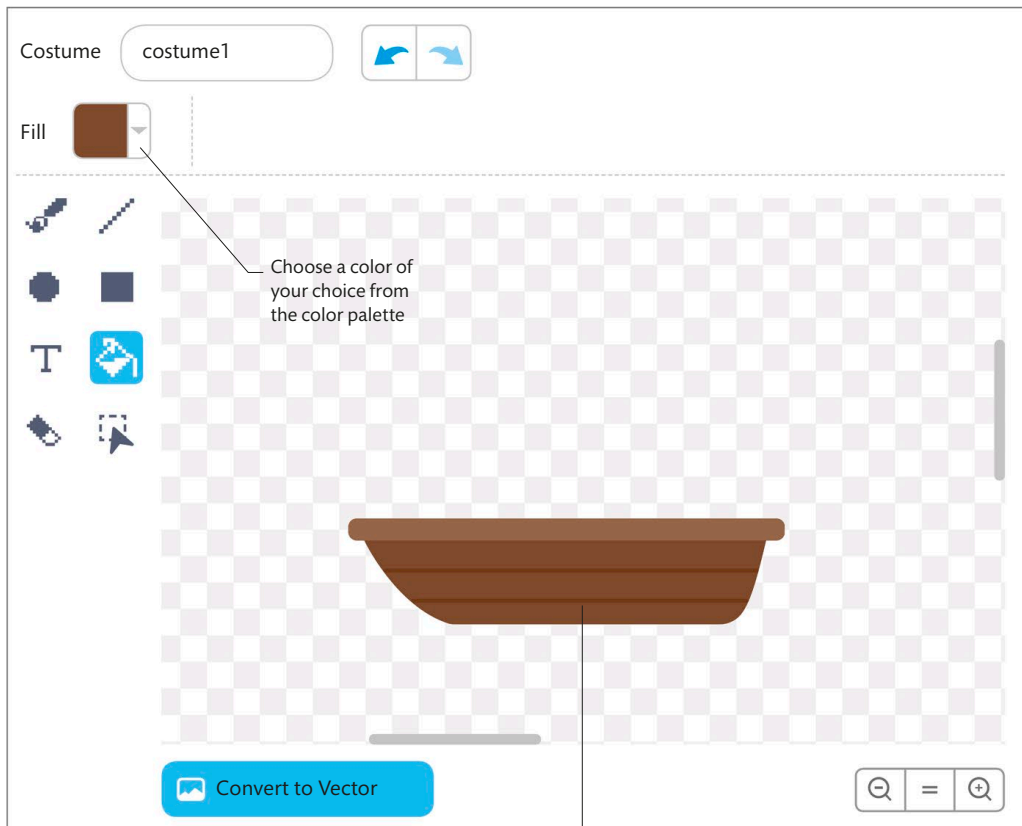 Costume costume1
Fill
Choose a color of
your choice from
the color palette
T
Convert to Vector